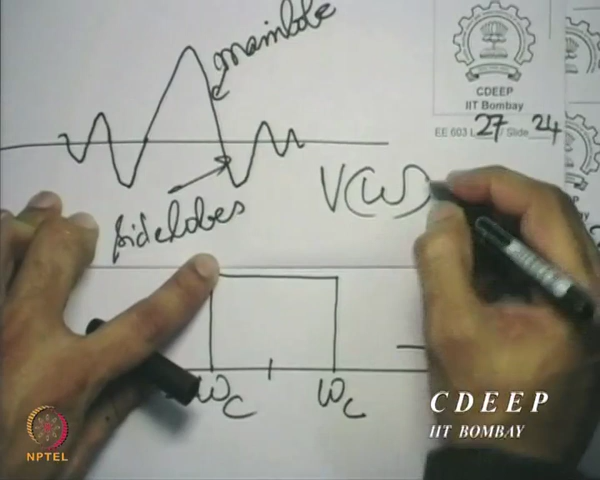 mainlobe
CDEEP
IIT Bombay
EE 603 L 27 / Slide 24
sidelobes
V(ω)
ωc
ωc
CDEEP
IIT BOMBAY
NPTEL